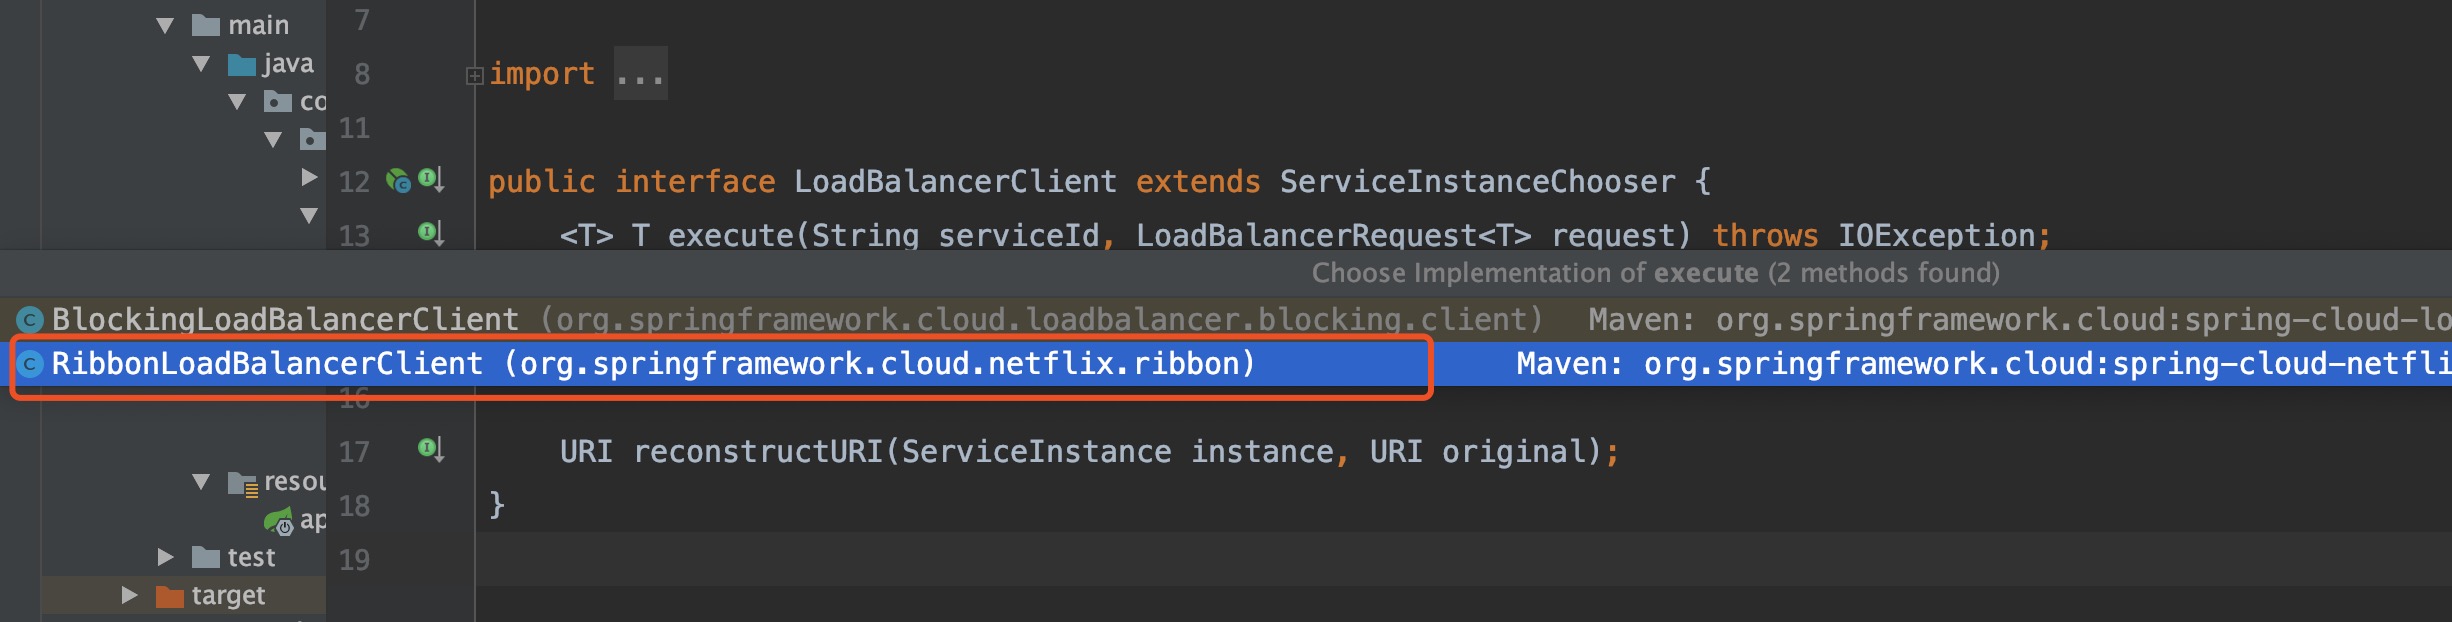 main
java
co
resou
ap
test
target
7
8 import ...
11
12 public interface LoadBalancerClient extends ServiceInstanceChooser {
13 <T> T execute(String serviceId, LoadBalancerRequest<T> request) throws IOException;
Choose Implementation of execute (2 methods found)
BlockingLoadBalancerClient (org.springframework.cloud.loadbalancer.blocking.client) Maven: org.springframework.cloud:spring-cloud-lo
RibbonLoadBalancerClient (org.springframework.cloud.netflix.ribbon) Maven: org.springframework.cloud:spring-cloud-netfli
16
17 URI reconstructURI(ServiceInstance instance, URI original);
18 }
19